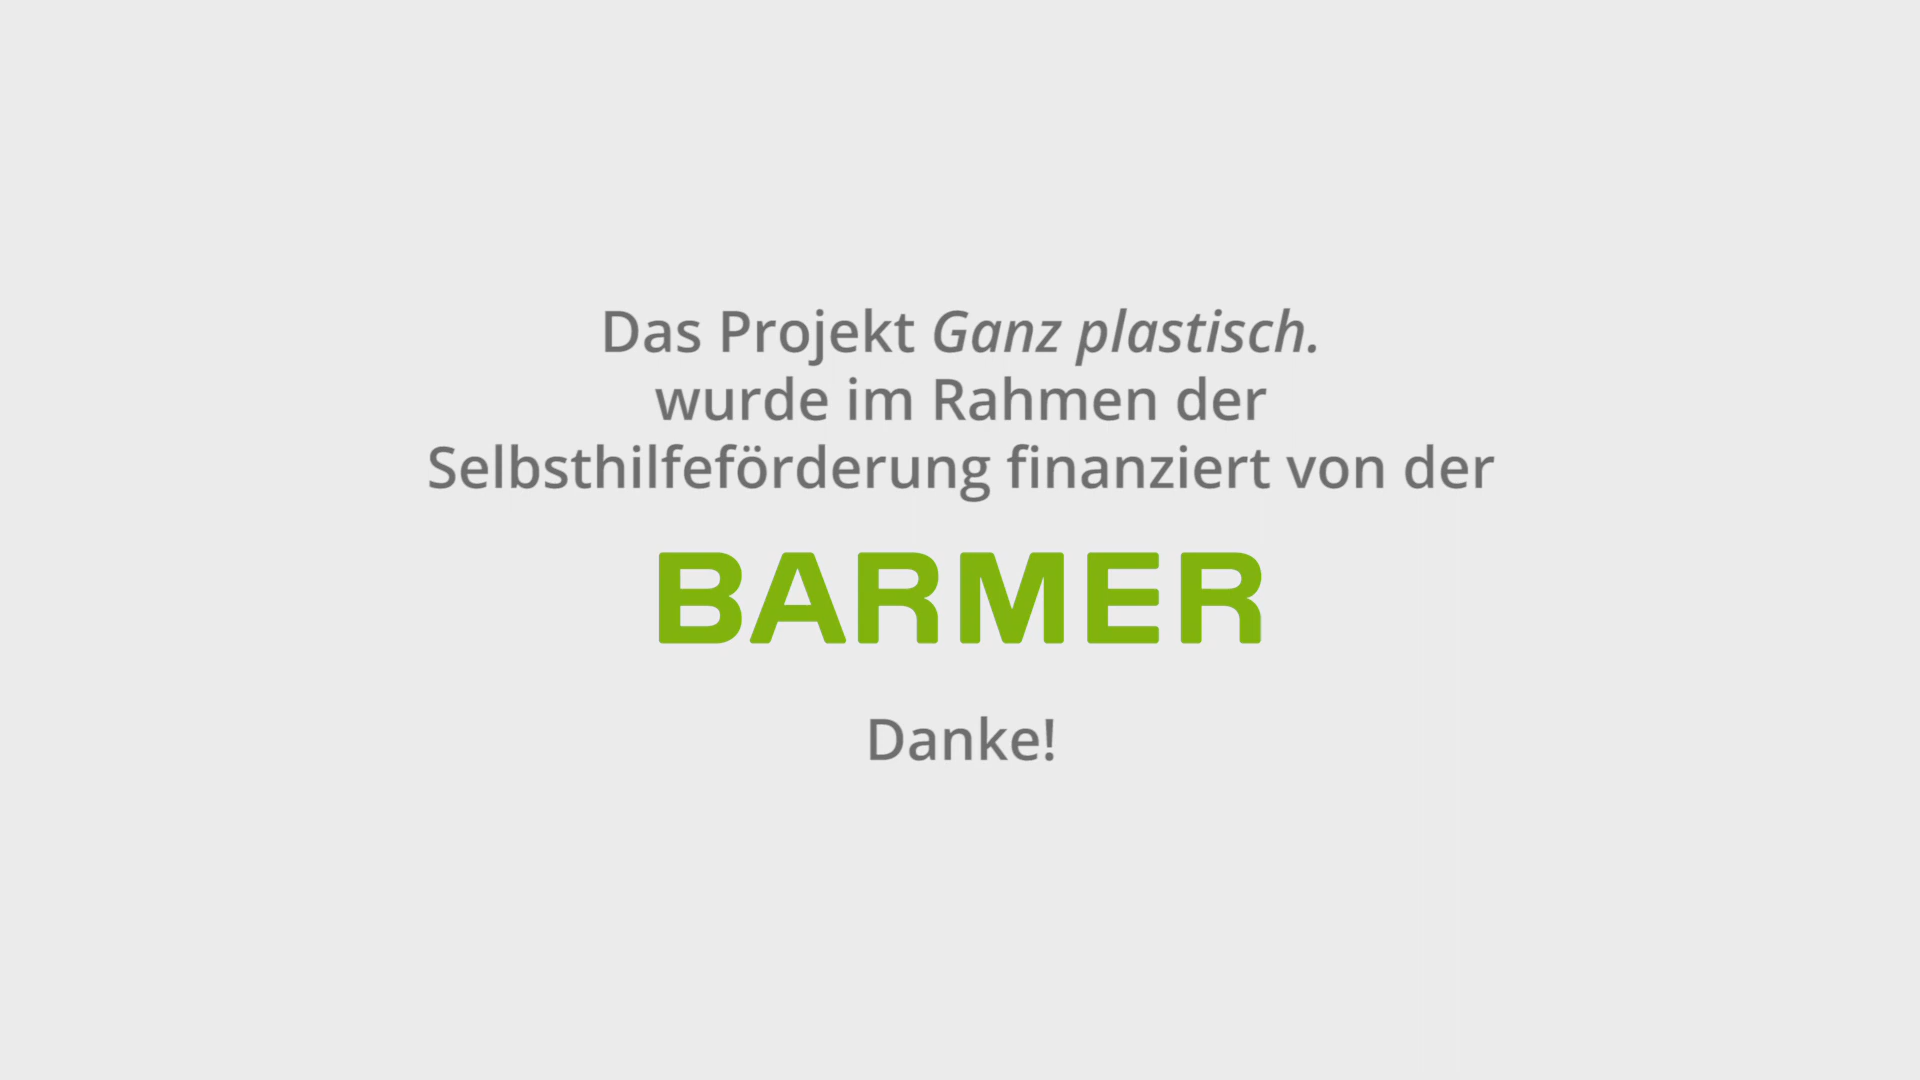 Das Projekt Ganz plastisch.
wurde im Rahmen der
Selbsthilfeförderung finanziert von der
BARMER
Danke!